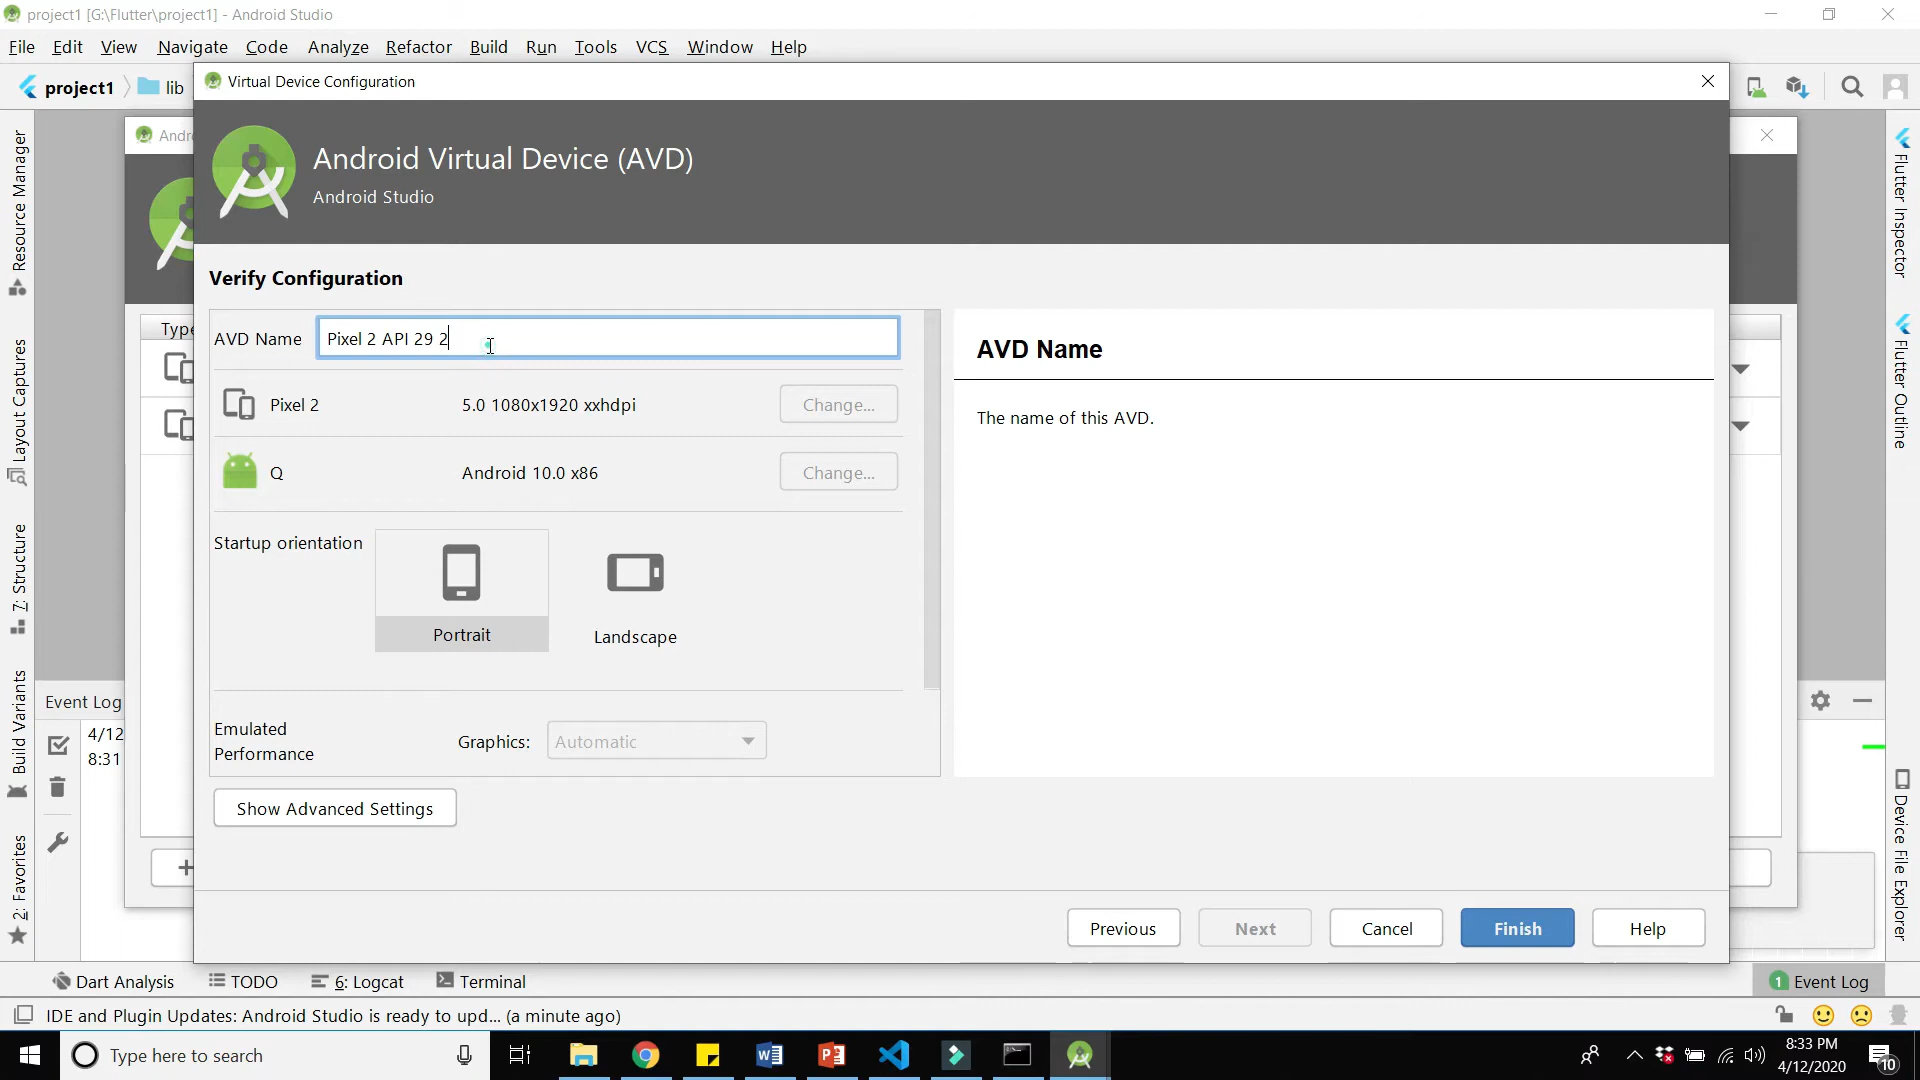 project1 [G:\Flutter\project1] - Android Studio
File Edit View Navigate Code Analyze Refactor Build Run Tools VCS Window Help
project1 lib
Virtual Device Configuration
Android Virtual Device (AVD)
Android Studio
Verify Configuration
AVD Name Pixel 2 API 29 2
Pixel 2 5.0 1080x1920 xxhdpi Change...
Q Android 10.0 x86 Change...
Startup orientation
Portrait Landscape
Emulated
Performance
Graphics: Automatic
Show Advanced Settings
AVD Name
The name of this AVD.
Previous Next Cancel Finish Help
Resource Manager
Layout Captures
7: Structure
Build Variants
2: Favorites
Type
Event Log
4/12
8:31
Flutter Inspector
Flutter Outline
Device File Explorer
Dart Analysis TODO 6: Logcat Terminal 1 Event Log
IDE and Plugin Updates: Android Studio is ready to upd... (a minute ago)
Type here to search
8:33 PM
4/12/2020
10